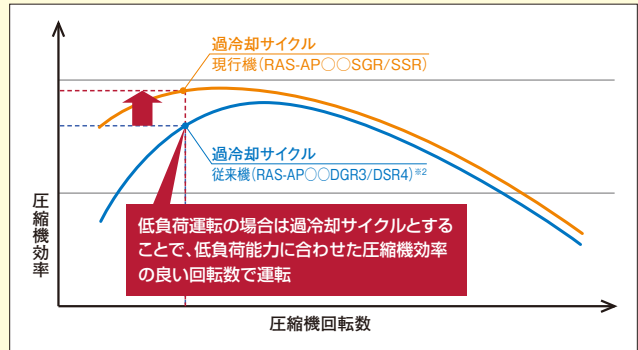 過冷却サイクル
現行機(RAS-AP○○SGR/SSR)
過冷却サイクル
従来機(RAS-AP○○DGR3/DSR4)※2
圧縮機効率
低負荷運転の場合は過冷却サイクルとする
ことで、低負荷能力に合わせた圧縮機効率
の良い回転数で運転
圧縮機回転数